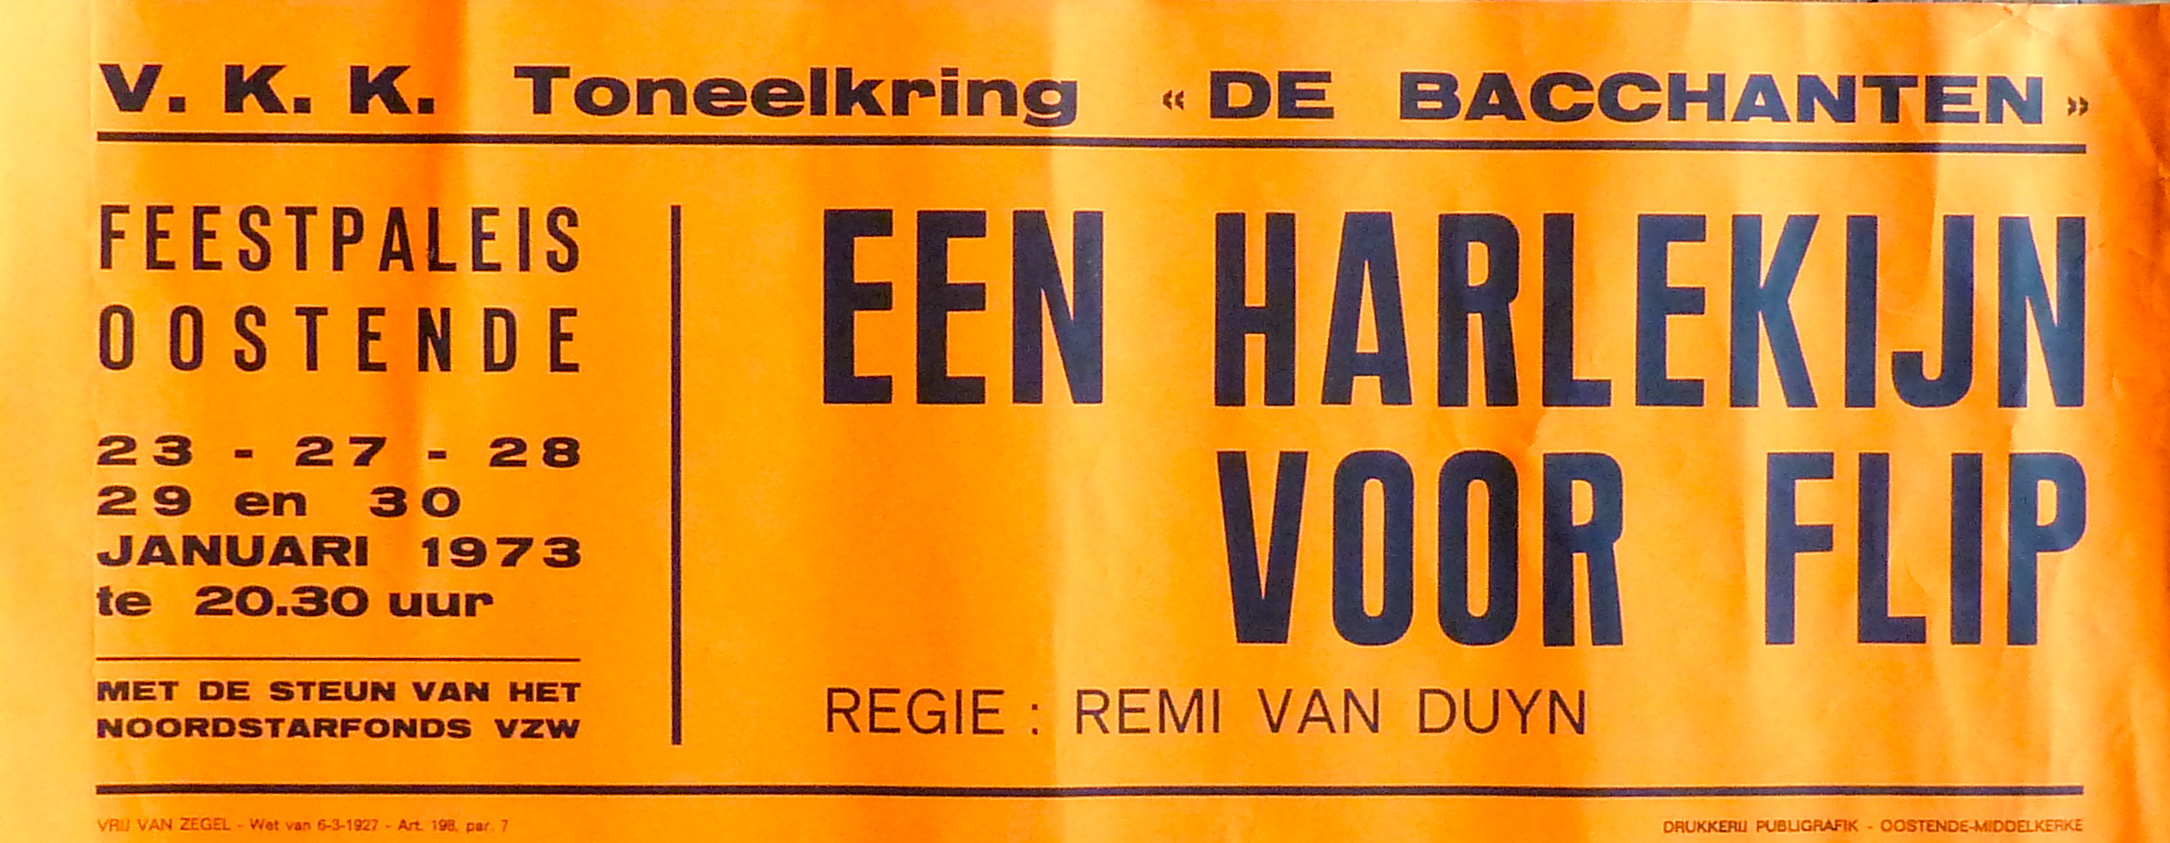 V. K. K. Toneelkring « DE BACCHANTEN »
FEESTPALEIS
OOSTENDE
23 - 27 - 28
29 en 30
JANUARI 1973
te 20.30 uur
MET DE STEUN VAN HET
NOORDSTARFONDS VZW
EEN HARLEKIJN
VOOR FLIP
REGIE : REMI VAN DUYN
VRIJ VAN ZEGEL - Wet van 6-3-1927 - Art. 198, par. 7
DRUKKERIJ PUBLIGRAFIK - OOSTENDE-MIDDELKERKE